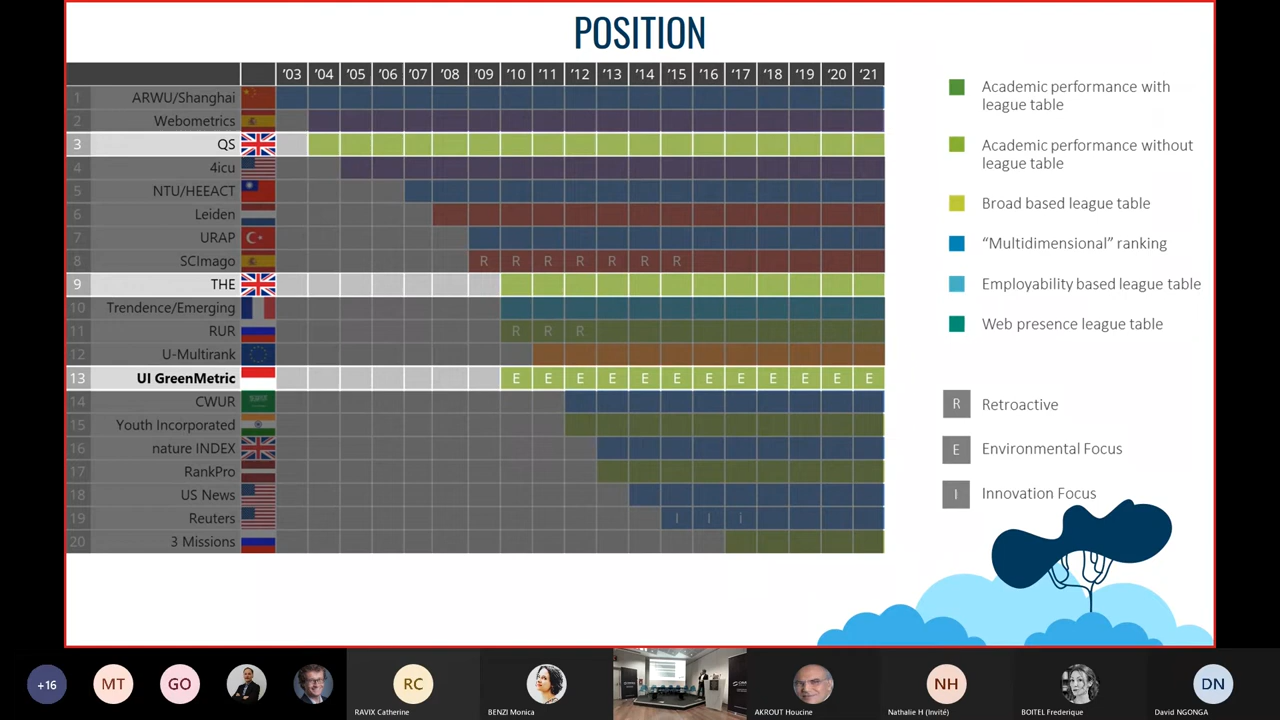 POSITION
'03 '04 '05 '06 '07 '08 '09 '10 '11 '12 '13 '14 '15 '16 '17 '18 '19 '20 '21
1 ARWU/Shanghai
2 Webometrics
3 QS
4 4icu
5 NTU/HEEACT
6 Leiden
7 URAP
8 SCImago R R R R R R R
9 THE
10 Trendence/Emerging
11 RUR R R R
12 U-Multirank
13 UI GreenMetric E E E E E E E E E E E E
14 CWUR
15 Youth Incorporated
16 nature INDEX
17 RankPro
18 US News
19 Reuters I I I
20 3 Missions
Academic performance with
league table
Academic performance without
league table
Broad based league table
“Multidimensional” ranking
Employability based league table
Web presence league table
R Retroactive
E Environmental Focus
I Innovation Focus
+16 MT GO RC NH DN
RAVIX Catherine BENZI Monica AKROUT Houcine Nathalie H (Invité) BOITEL Frederique David NGONGA